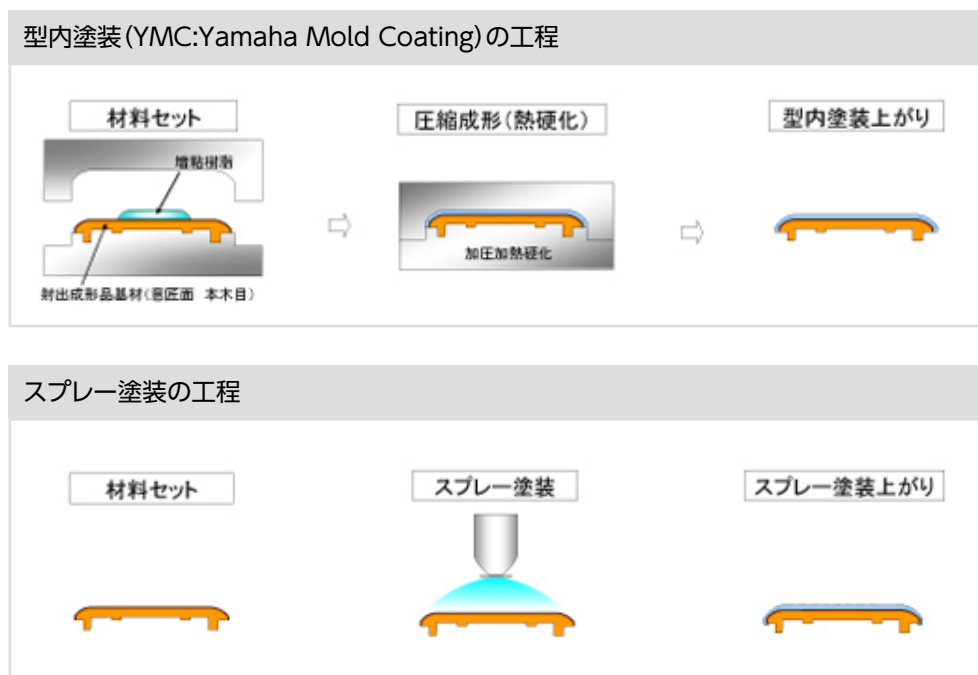 型内塗装(YMC:Yamaha Mold Coating)の工程
材料セット
圧縮成形(熱硬化)
型内塗装上がり
増粘樹脂
加圧加熱硬化
射出成形品基材(意匠面 本木目)
スプレー塗装の工程
材料セット
スプレー塗装
スプレー塗装上がり